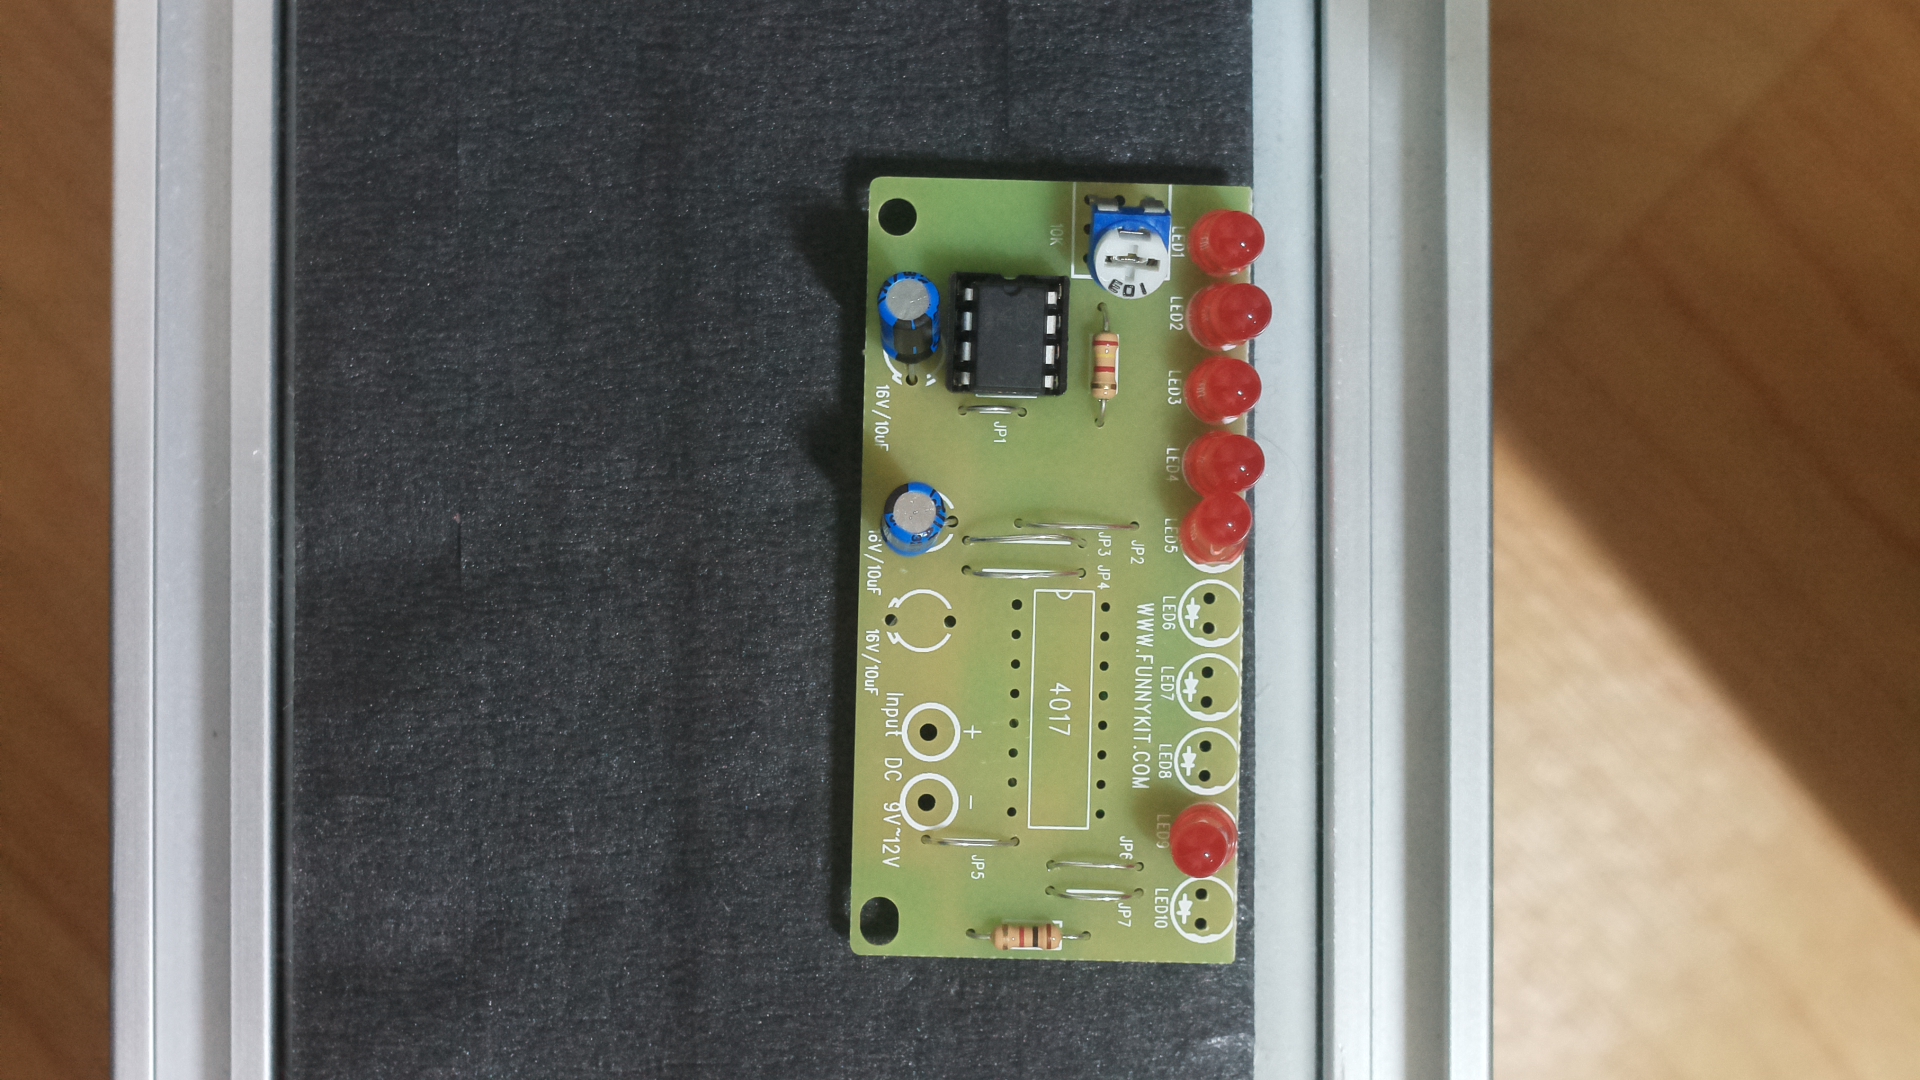 10K
103
LED1
LED2
LED3
LED4
LED5
LED6
LED7
LED8
LED9
LED10
16V/10uF
JP1
16V/10uF
JP3
JP2
JP4
16V/10uF
4017
WWW.FUNNYKIT.COM
+
-
Input DC 9V~12V
JP5
JP6
JP7